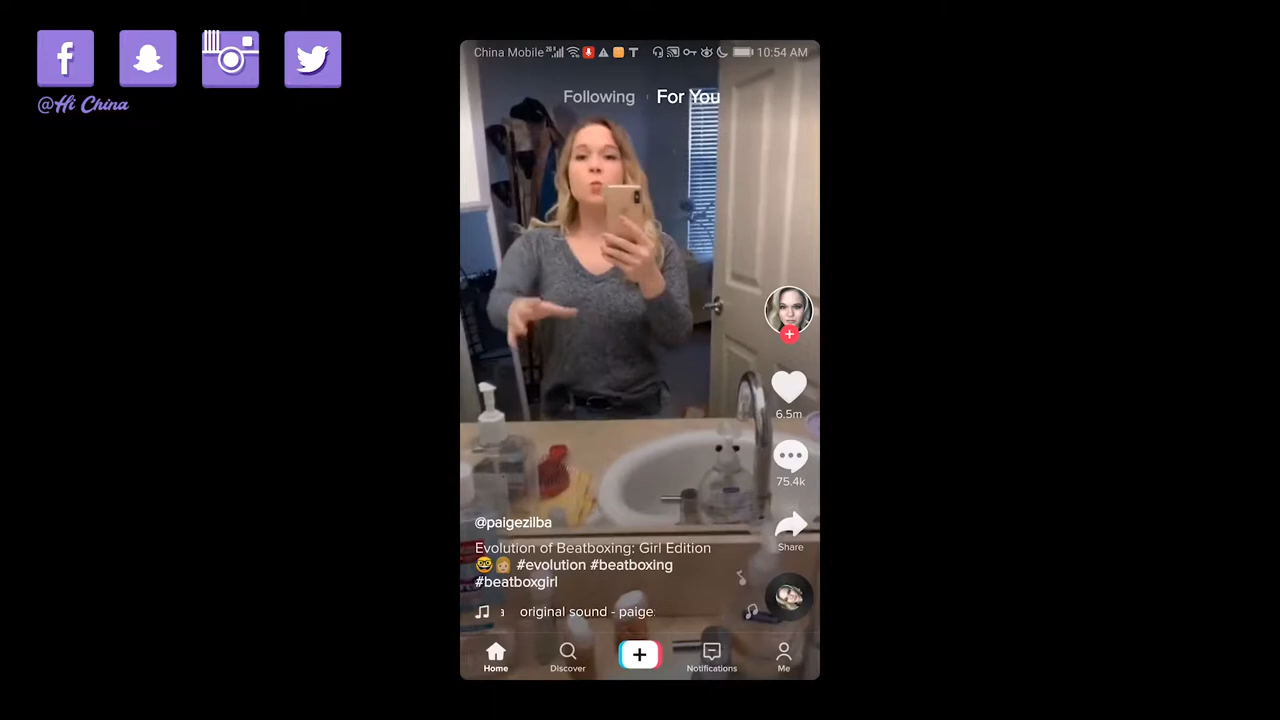 @Hi China
China Mobile 10:54 AM
Following For You
6.5m
75.4k
Share
@paigezilba
Evolution of Beatboxing: Girl Edition
🤓👩🏼 #evolution #beatboxing
#beatboxgirl
a original sound - paige
Home Discover Notifications Me